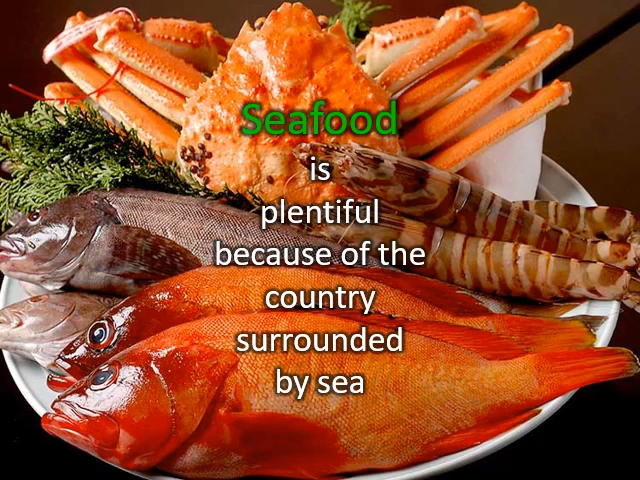 Seafood
is
plentiful
because of the
country
surrounded
by sea